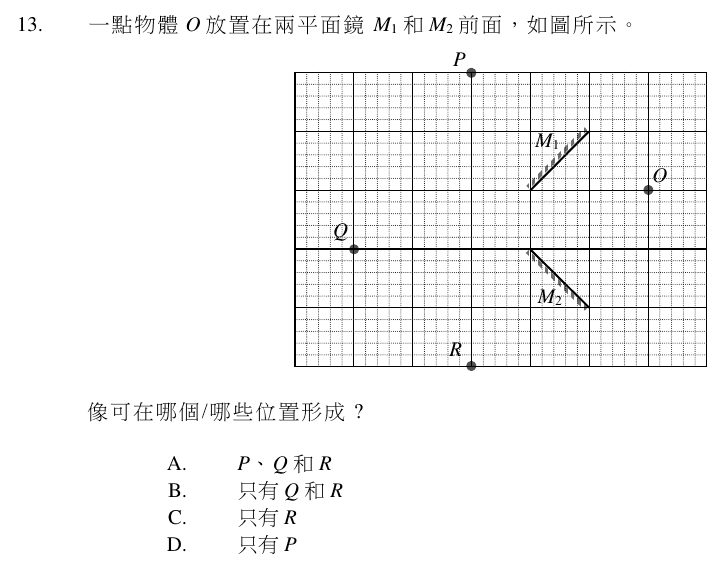 13. 一點物體 O 放置在兩平面鏡 M1 和 M2 前面，如圖所示。
P
M1
O
Q
M2
R
像可在哪個/哪些位置形成？
A. P、Q 和 R
B. 只有 Q 和 R
C. 只有 R
D. 只有 P